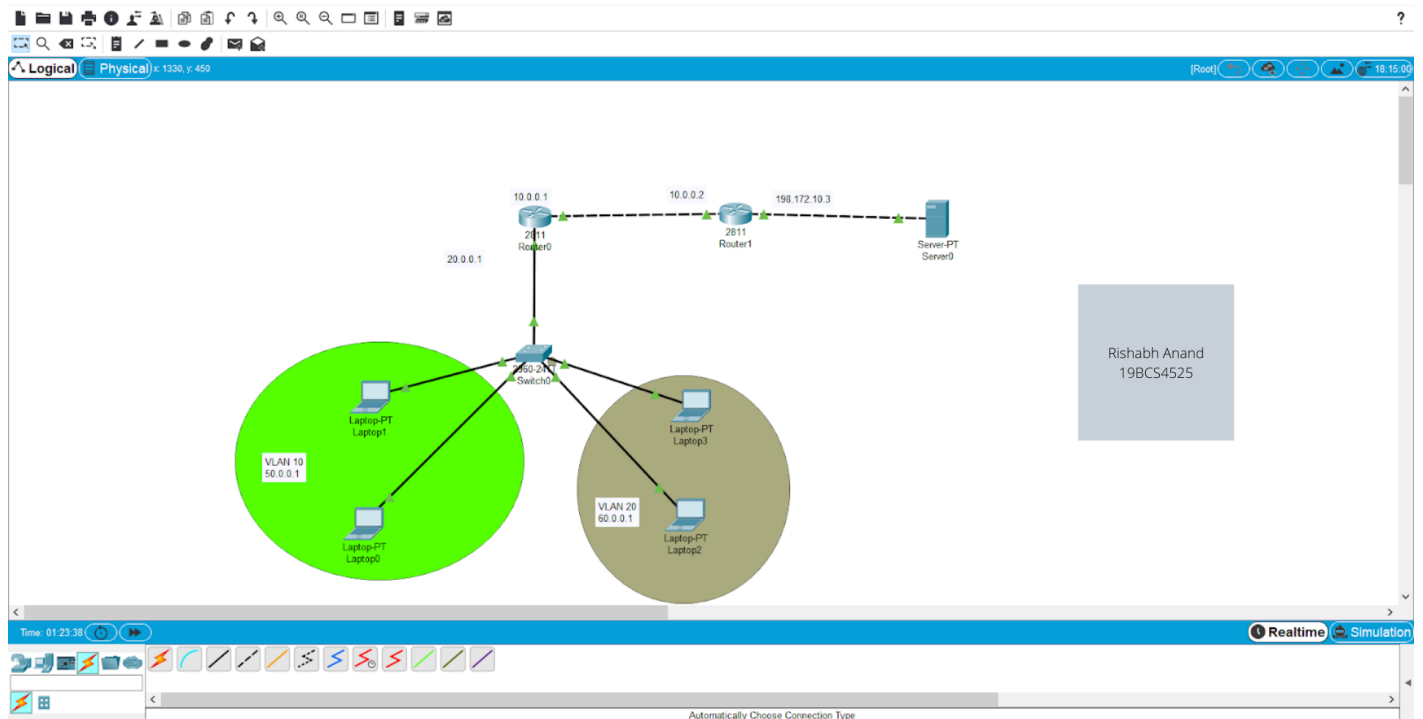 ?
Logical
Physical
x: 1330, y: 450
[Root]
18:15:00
10.0.0.1
10.0.0.2
198.172.10.3
2811
Router0
2811
Router1
Server-PT
Server0
20.0.0.1
Rishabh Anand
19BCS4525
Switch0
Laptop-PT
Laptop1
Laptop-PT
Laptop3
VLAN 10
50.0.0.1
VLAN 20
60.0.0.1
Laptop-PT
Laptop0
Laptop-PT
Laptop2
Time: 01:23:38
Realtime
Simulation
Automatically Choose Connection Type